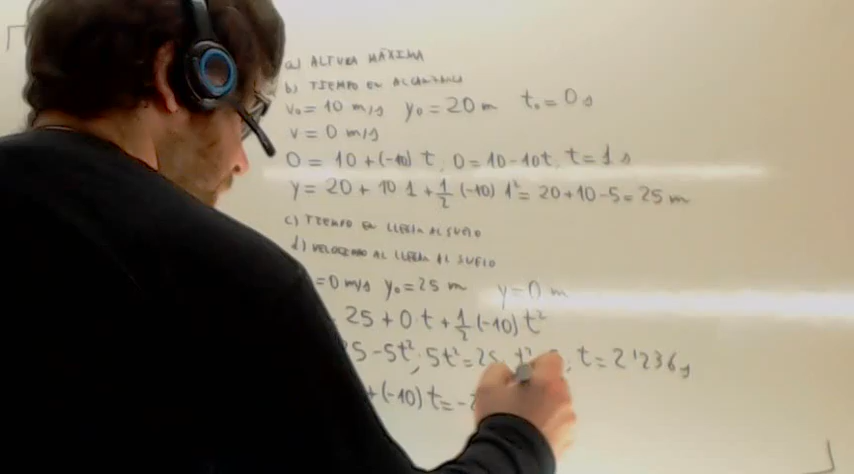 a) ALTURA MÁXIMA
b) TIEMPO EN ALCANZARLA
v₀ = 10 m/s y₀ = 20 m t₀ = 0 s
v = 0 m/s
0 = 10 + (-10) t, 0 = 10 - 10t, t = 1 s
y = 20 + 10 1 + 1/2 (-10) 1² = 20 + 10 - 5 = 25 m
c) TIEMPO EN LLEGAR AL SUELO
d) VELOCIDAD AL LLEGAR AL SUELO
= 0 m/s y₀ = 25 m y = 0 m
25 + 0 t + 1/2 (-10) t²
5 - 5t²; 5t² = 25, t² , t = 2'236 s
+ (-10) t = -2